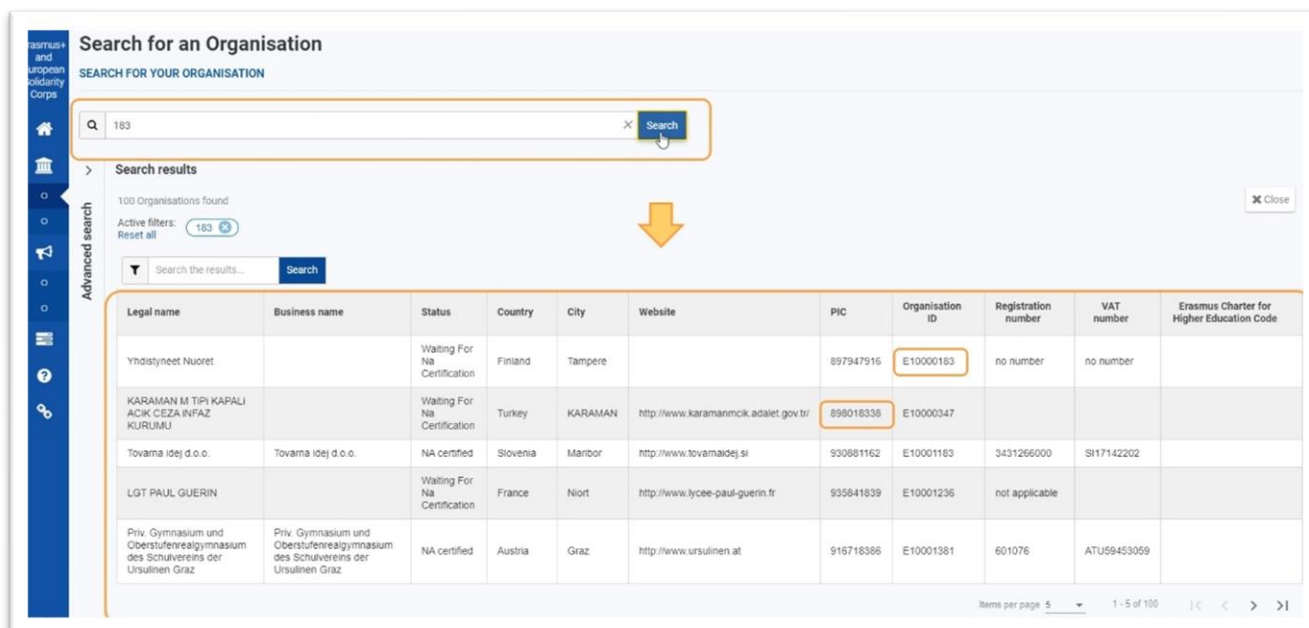 rasmus+
and
uropean
Solidarity
Corps
Search for an Organisation
SEARCH FOR YOUR ORGANISATION
183
Search
Search results
100 Organisations found
Close
Active filters: 183
Reset all
Advanced search
Search the results...
Search
Legal name Business name Status Country City Website PIC Organisation ID Registration number VAT number Erasmus Charter for Higher Education Code
Yhdistyneet Nuoret Waiting For Na Certification Finland Tampere 897947916 E10000183 no number no number
KARAMAN M TİPİ KAPALI ACIK CEZA INFAZ KURUMU Waiting For Na Certification Turkey KARAMAN http://www.karamanmcik.adalet.gov.tr/ 898018338 E10000347
Tovarna idej d.o.o. Tovarna idej d.o.o. NA certified Slovenia Maribor http://www.tovarnaidej.si 930881162 E10001183 3431266000 SI17142202
LGT PAUL GUERIN Waiting For Na Certification France Niort http://www.lycee-paul-guerin.fr 935841839 E10001236 not applicable
Priv. Gymnasium und Oberstufenrealgymnasium des Schulvereins der Ursulinen Graz Priv. Gymnasium und Oberstufenrealgymnasium des Schulvereins der Ursulinen Graz NA certified Austria Graz http://www.ursulinen.at 916718386 E10001381 601076 ATU59453059
Items per page 5 1 - 5 of 100